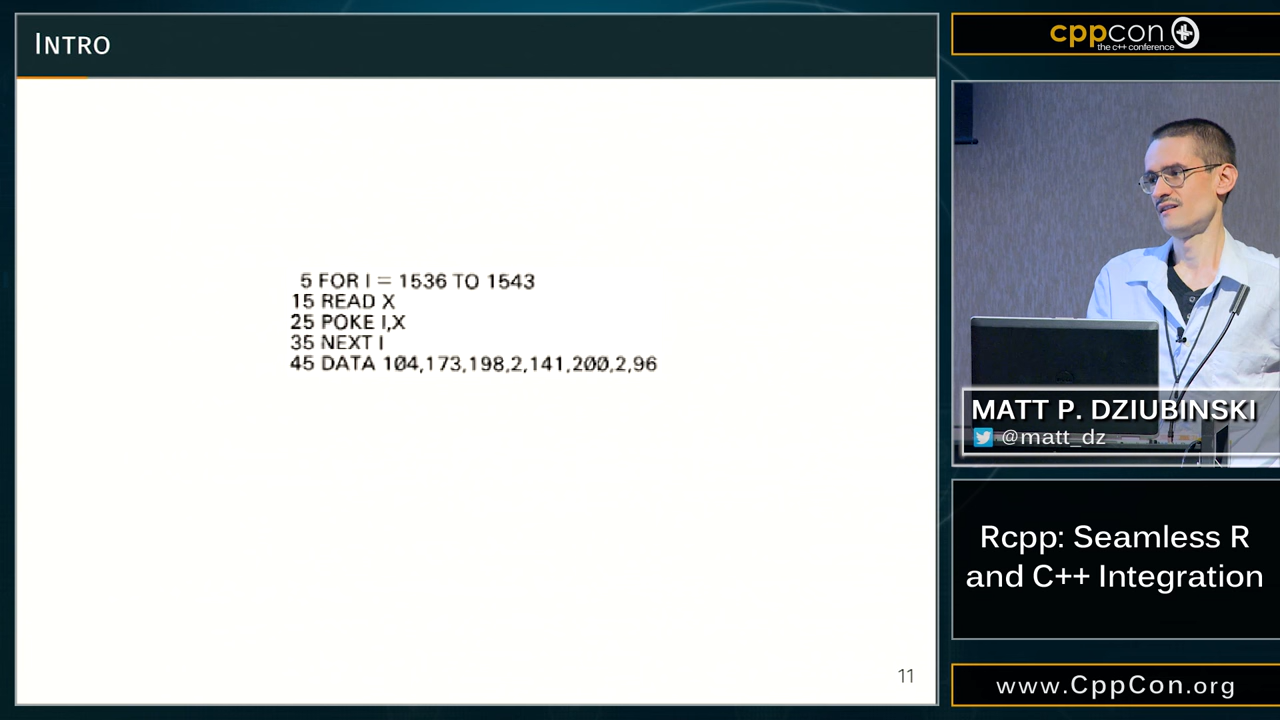 INTRO
5 FOR I = 1536 TO 1543
15 READ X
25 POKE I,X
35 NEXT I
45 DATA 104,173,198,2,141,200,2,96
11
cppcon
the c++ conference
MATT P. DZIUBINSKI
@matt_dz
Rcpp: Seamless R
and C++ Integration
www.CppCon.org